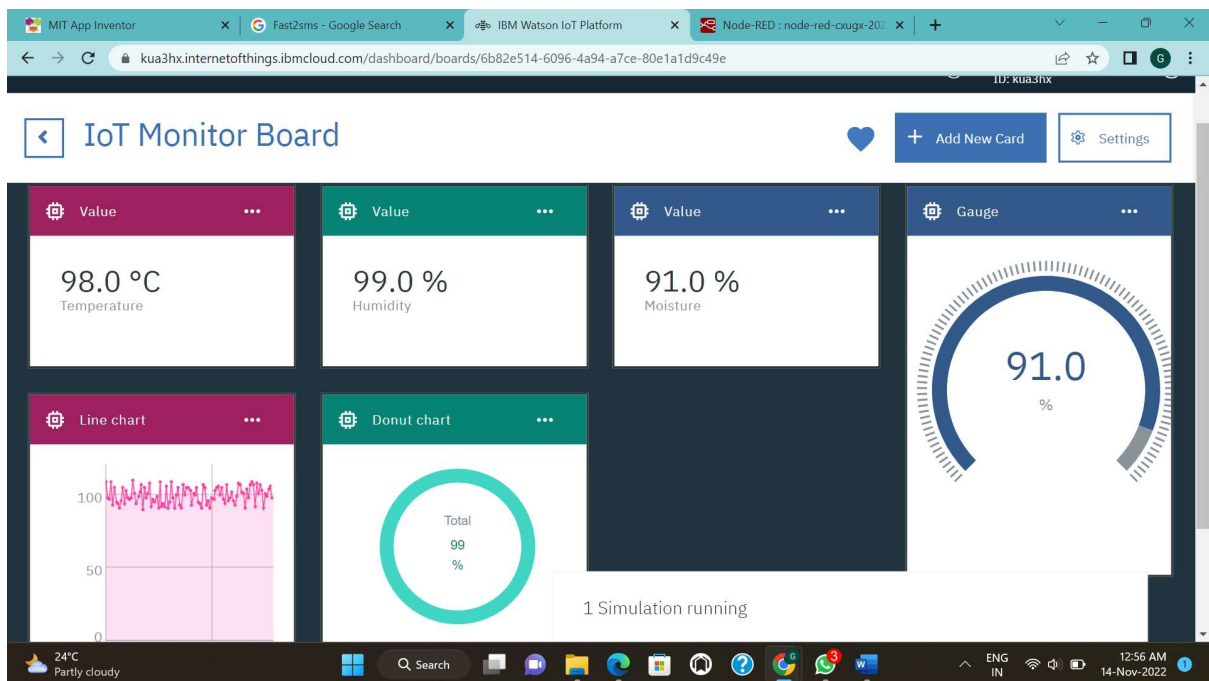 MIT App Inventor
Fast2sms - Google Search
IBM Watson IoT Platform
Node-RED : node-red-cxugx-202
kua3hx.internetofthings.ibmcloud.com/dashboard/boards/6b82e514-6096-4a94-a7ce-80e1a1d9c49e
G
ID: kua3hx
IoT Monitor Board
+ Add New Card
Settings
Value
Value
Value
Gauge
98.0 °C
Temperature
99.0 %
Humidity
91.0 %
Moisture
91.0
%
Line chart
Donut chart
100
50
0
Total
99
%
1 Simulation running
24°C
Partly cloudy
Search
G
3
ENG
IN
12:56 AM
14-Nov-2022
1